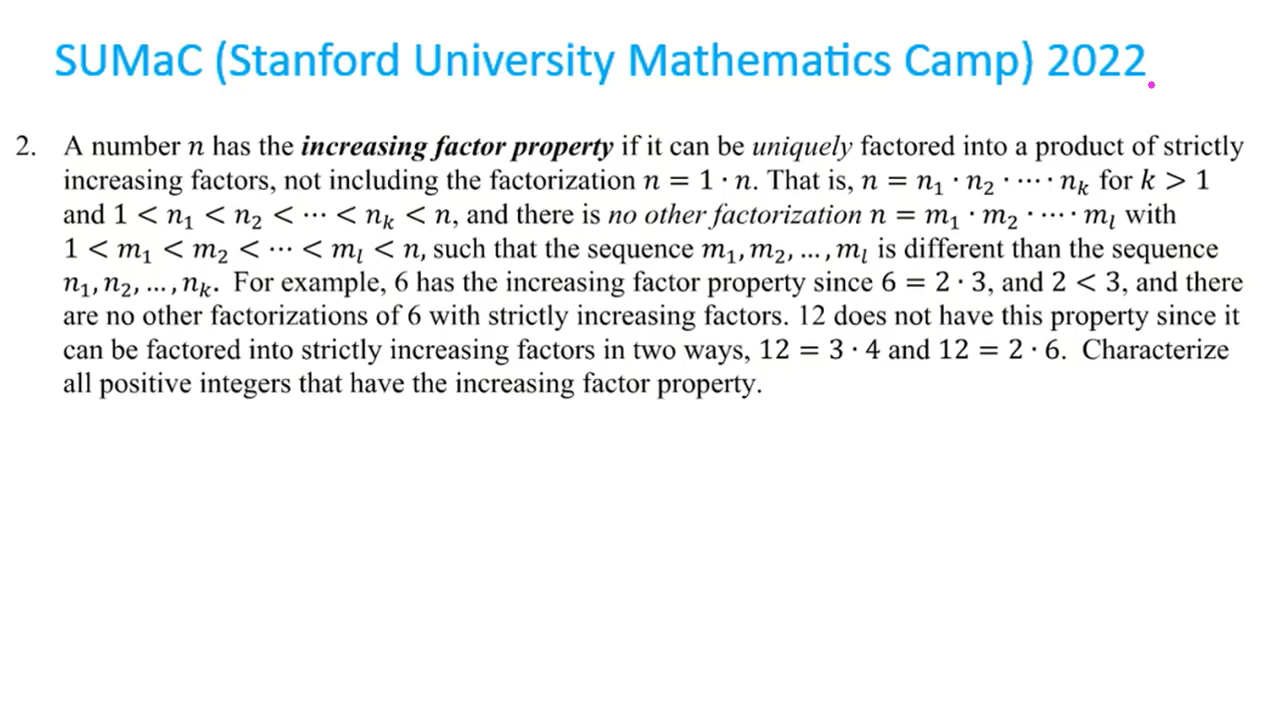 SUMaC (Stanford University Mathematics Camp) 2022
2. A number n has the increasing factor property if it can be uniquely factored into a product of strictly
increasing factors, not including the factorization n = 1 · n. That is, n = n₁ · n₂ · ⋯ · nₖ for k > 1
and 1 < n₁ < n₂ < ⋯ < nₖ < n, and there is no other factorization n = m₁ · m₂ · ⋯ · mₗ with
1 < m₁ < m₂ < ⋯ < mₗ < n, such that the sequence m₁, m₂, … , mₗ is different than the sequence
n₁, n₂, … , nₖ. For example, 6 has the increasing factor property since 6 = 2 · 3, and 2 < 3, and there
are no other factorizations of 6 with strictly increasing factors. 12 does not have this property since it
can be factored into strictly increasing factors in two ways, 12 = 3 · 4 and 12 = 2 · 6. Characterize
all positive integers that have the increasing factor property.